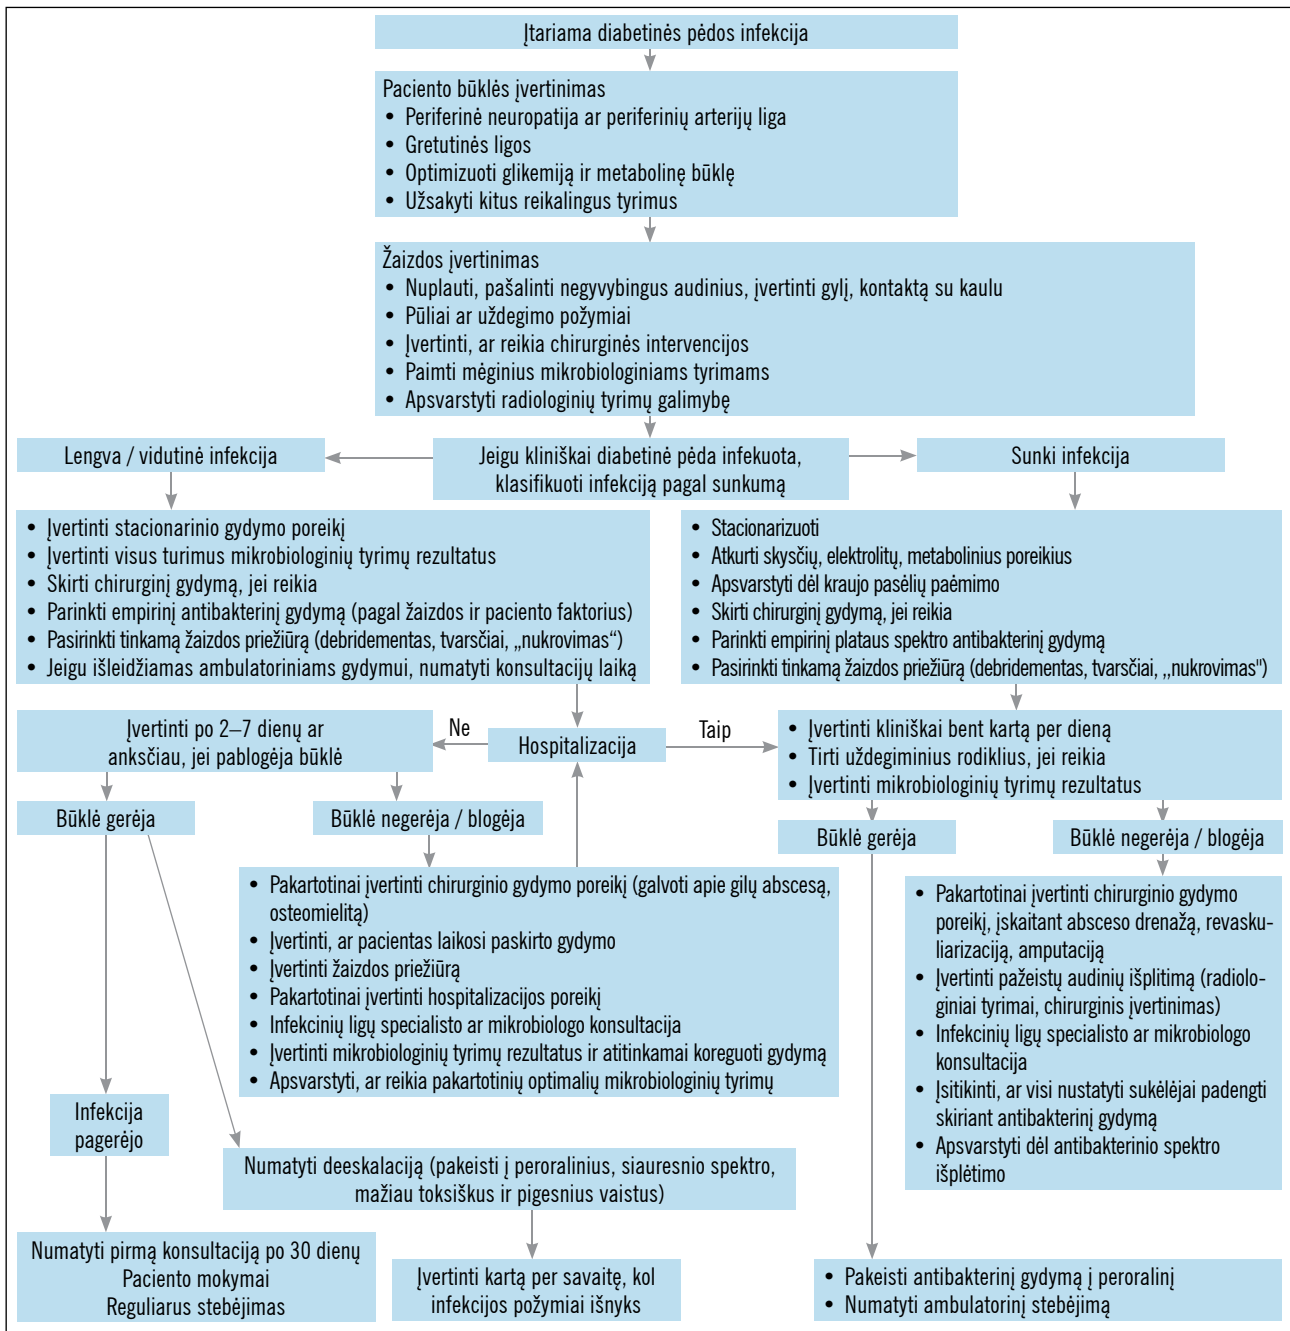 Įtariama diabetinės pėdos infekcija
Paciento būklės įvertinimas
• Periferinė neuropatija ar periferinių arterijų liga
• Gretutinės ligos
• Optimizuoti glikemiją ir metabolinę būklę
• Užsakyti kitus reikalingus tyrimus
Žaizdos įvertinimas
• Nuplauti, pašalinti negyvybingus audinius, įvertinti gylį, kontaktą su kaulu
• Pūliai ar uždegimo požymiai
• Įvertinti, ar reikia chirurginės intervencijos
• Paimti mėginius mikrobiologiniams tyrimams
• Apsvarstyti radiologinių tyrimų galimybę
Lengva / vidutinė infekcija
Jeigu kliniškai diabetinė pėda infekuota,
klasifikuoti infekciją pagal sunkumą
Sunki infekcija
• Įvertinti stacionarinio gydymo poreikį
• Įvertinti visus turimus mikrobiologinių tyrimų rezultatus
• Skirti chirurginį gydymą, jei reikia
• Parinkti empirinį antibakterinį gydymą (pagal žaizdos ir paciento faktorius)
• Pasirinkti tinkamą žaizdos priežiūrą (debridementas, tvarsčiai, „nukrovimas“)
• Jeigu išleidžiamas ambulatoriniams gydymui, numatyti konsultacijų laiką
• Stacionarizuoti
• Atkurti skysčių, elektrolitų, metabolinius poreikius
• Apsvarstyti dėl kraujo pasėlių paėmimo
• Skirti chirurginį gydymą, jei reikia
• Parinkti empirinį plataus spektro antibakterinį gydymą
• Pasirinkti tinkamą žaizdos priežiūrą (debridementas, tvarsčiai, ,,nukrovimas")
Įvertinti po 2–7 dienų ar
anksčiau, jei pablogėja būklė
Ne
Hospitalizacija
Taip
• Įvertinti kliniškai bent kartą per dieną
• Tirti uždegiminius rodiklius, jei reikia
• Įvertinti mikrobiologinių tyrimų rezultatus
Būklė gerėja
Būklė negerėja / blogėja
Būklė gerėja
Būklė negerėja / blogėja
• Pakartotinai įvertinti chirurginio gydymo poreikį (galvoti apie gilų abscesą,
osteomielitą)
• Įvertinti, ar pacientas laikosi paskirto gydymo
• Įvertinti žaizdos priežiūrą
• Pakartotinai įvertinti hospitalizacijos poreikį
• Infekcinių ligų specialisto ar mikrobiologo konsultacija
• Įvertinti mikrobiologinių tyrimų rezultatus ir atitinkamai koreguoti gydymą
• Apsvarstyti, ar reikia pakartotinių optimalių mikrobiologinių tyrimų
• Pakartotinai įvertinti chirurginio gydymo
poreikį, įskaitant absceso drenažą, revasku-
liarizaciją, amputaciją
• Įvertinti pažeistų audinių išplitimą (radiolo-
giniai tyrimai, chirurginis įvertinimas)
• Infekcinių ligų specialisto ar mikrobiologo
konsultacija
• Įsitikinti, ar visi nustatyti sukėlėjai padengti
skiriant antibakterinį gydymą
• Apsvarstyti dėl antibakterinio spektro
išplėtimo
Infekcija
pagerėjo
Numatyti deeskalaciją (pakeisti į peroralinius, siauresnio spektro,
mažiau toksiškus ir pigesnius vaistus)
Numatyti pirmą konsultaciją po 30 dienų
Paciento mokymai
Reguliarus stebėjimas
Įvertinti kartą per savaitę, kol
infekcijos požymiai išnyks
• Pakeisti antibakterinį gydymą į peroralinį
• Numatyti ambulatorinį stebėjimą